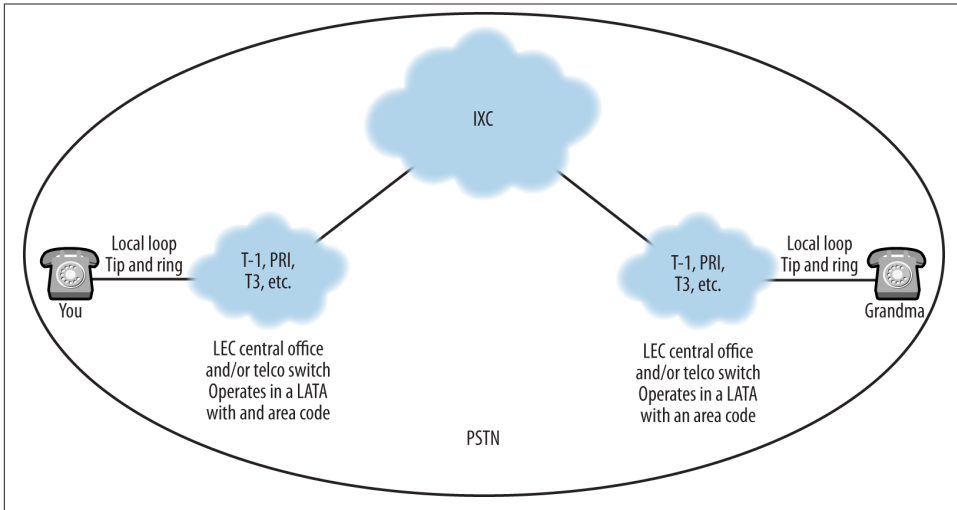 IXC
Local loop
Tip and ring
You
T-1, PRI,
T3, etc.
LEC central office
and/or telco switch
Operates in a LATA
with and area code
T-1, PRI,
T3, etc.
Local loop
Tip and ring
Grandma
LEC central office
and/or telco switch
Operates in a LATA
with an area code
PSTN